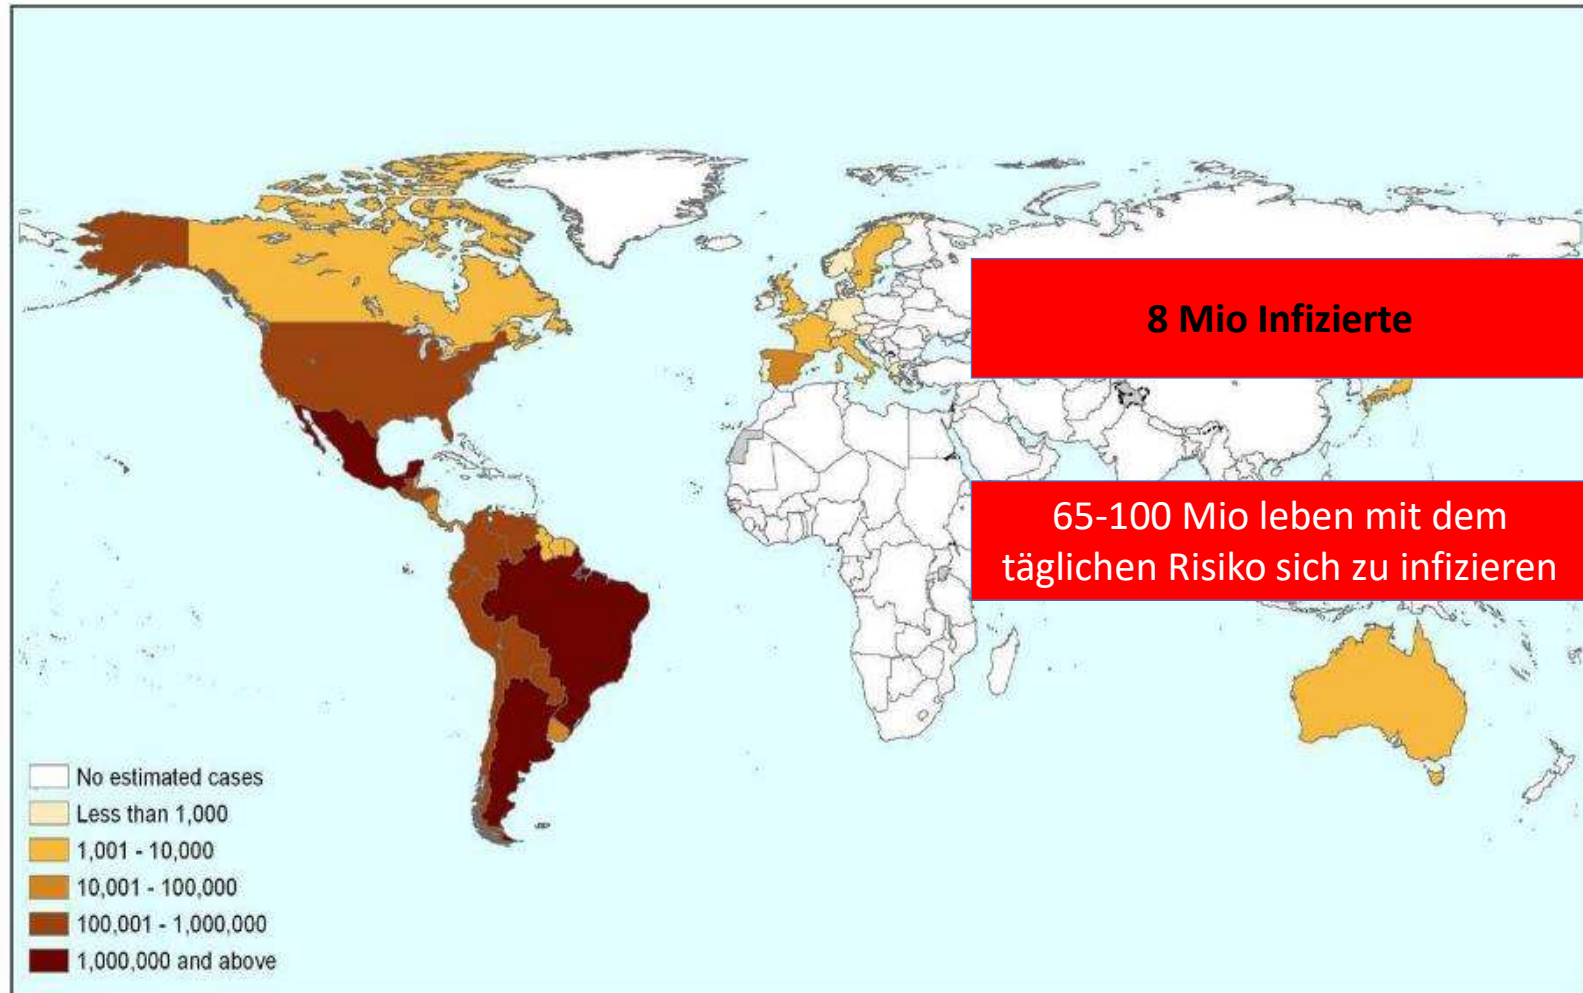 8 Mio Infizierte
65-100 Mio leben mit dem
täglichen Risiko sich zu infizieren
No estimated cases
Less than 1,000
1,001 - 10,000
10,001 - 100,000
100,001 - 1,000,000
1,000,000 and above